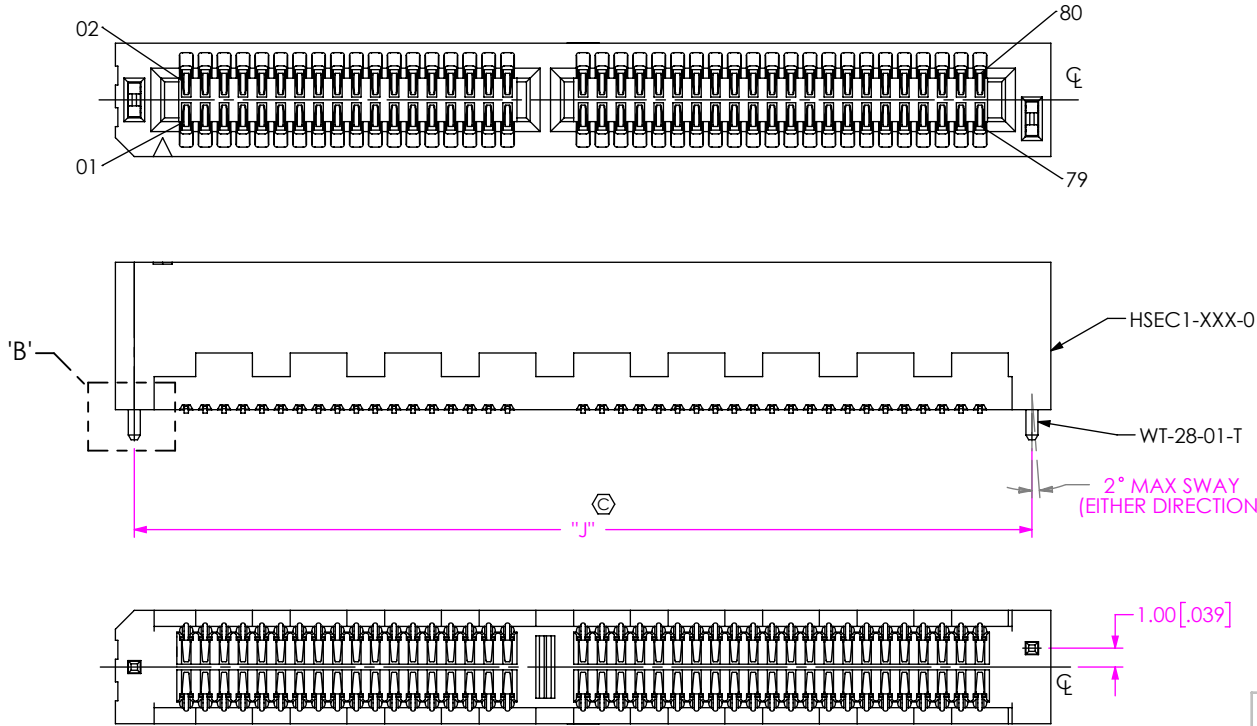 02
80
℄
01
79
'B'
HSEC1-XXX-0
WT-28-01-T
2° MAX SWAY
(EITHER DIRECTION
C
"J"
1.00[.039]
℄